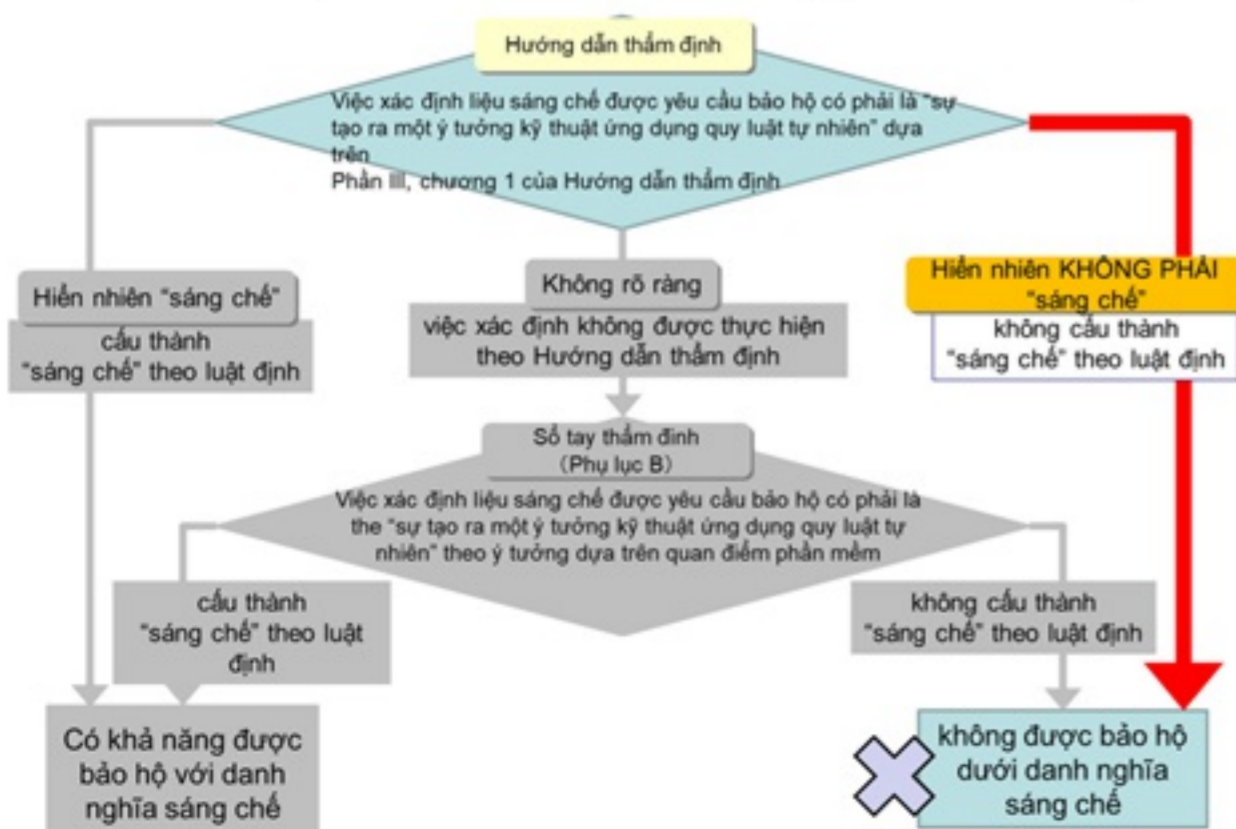 Hướng dẫn thẩm định
Việc xác định liệu sáng chế được yêu cầu bảo hộ có phải là “sự
tạo ra một ý tưởng kỹ thuật ứng dụng quy luật tự nhiên” dựa
trên
Phần III, chương 1 của Hướng dẫn thẩm định
Hiển nhiên “sáng chế”
cấu thành
“sáng chế” theo luật định
Không rõ ràng
việc xác định không được thực hiện
theo Hướng dẫn thẩm định
Hiển nhiên KHÔNG PHẢI
“sáng chế”
không cấu thành
“sáng chế” theo luật định
Sổ tay thẩm đinh
(Phụ lục B)
Việc xác định liệu sáng chế được yêu cầu bảo hộ có phải là
the “sự tạo ra một ý tưởng kỹ thuật ứng dụng quy luật tự
nhiên” theo ý tưởng dựa trên quan điểm phần mềm
cấu thành
“sáng chế” theo luật
định
không cấu thành
“sáng chế” theo luật định
Có khả năng được
bảo hộ với danh
nghĩa sáng chế
không được bảo hộ
dưới danh nghĩa
sáng chế